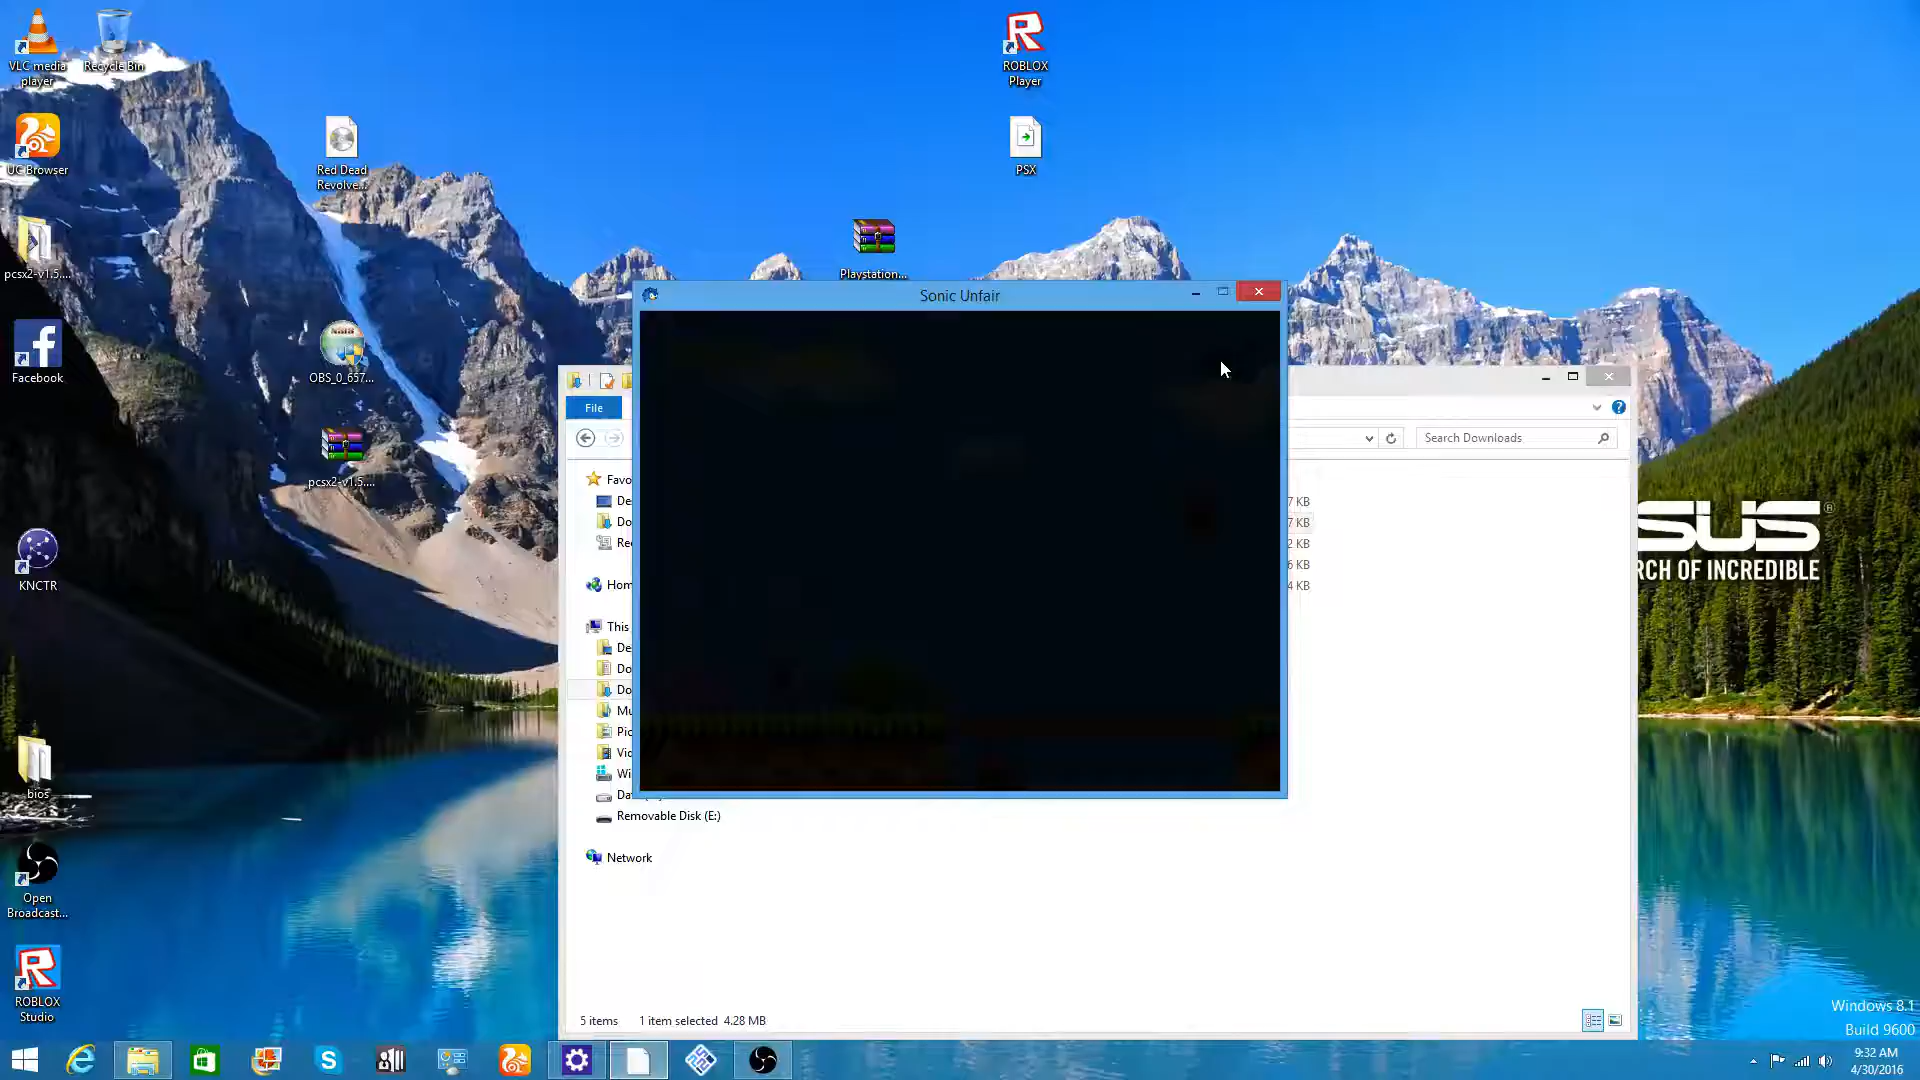 VLC media
player
Recycle Bin
ROBLOX
Player
UC Browser
Red Dead
Revolve...
PSX
pcsx2-v1.5....
Playstation...
Sonic Unfair
Facebook
OBS_0_657...
File
Search Downloads
pcsx2-v1.5....
Favo
De
7 KB
Do
7 KB
Re
2 KB
6 KB
KNCTR
Hom
4 KB
SUS
®
RCH OF INCREDIBLE
This
De
Do
Do
Mu
Pic
Vid
Wi
Da
bios
Removable Disk (E:)
Network
Open
Broadcast...
ROBLOX
Studio
5 items
1 item selected 4.28 MB
Windows 8.1
Build 9600
9:32 AM
4/30/2016